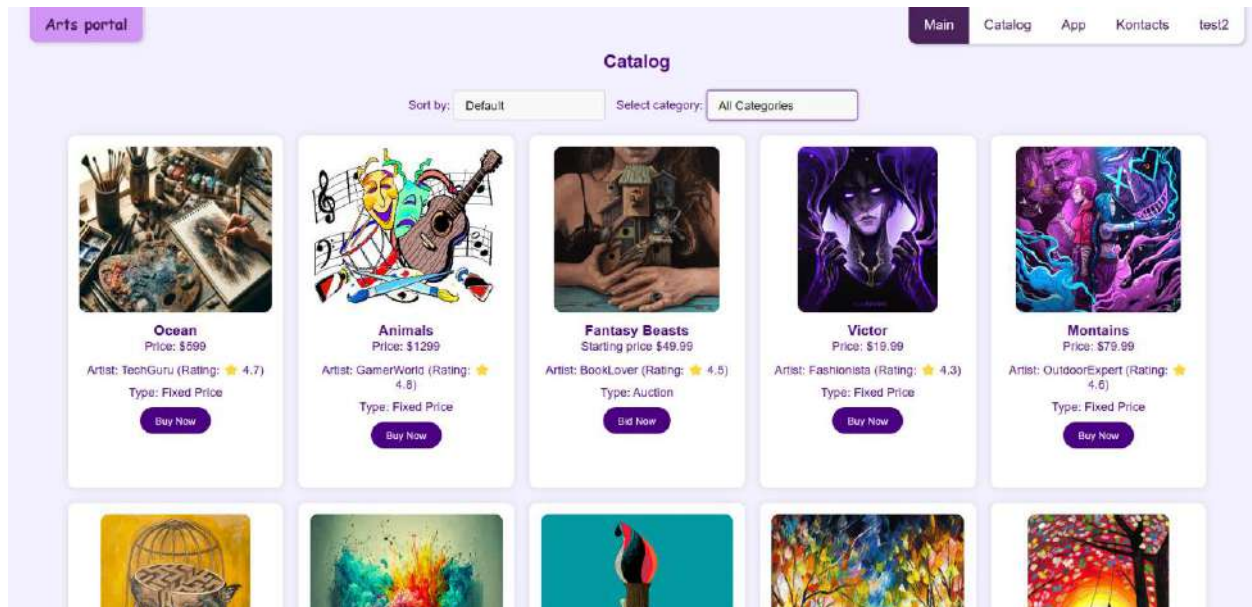 Arts portal
Main Catalog App Kontacts test2
Catalog
Sort by: Default Select category: All Categories
Ocean
Price: $599
Artist: TechGuru (Rating: ⭐ 4.7)
Type: Fixed Price
Buy Now
Animals
Price: $1299
Artist: GamerWorld (Rating: ⭐
4.8)
Type: Fixed Price
Buy Now
Fantasy Beasts
Starting price $49.99
Artist: BookLover (Rating: ⭐ 4.5)
Type: Auction
Bid Now
Victor
Price: $19.99
Artist: Fashionista (Rating: ⭐ 4.3)
Type: Fixed Price
Buy Now
Montains
Price: $79.99
Artist: OutdoorExpert (Rating: ⭐
4.6)
Type: Fixed Price
Buy Now